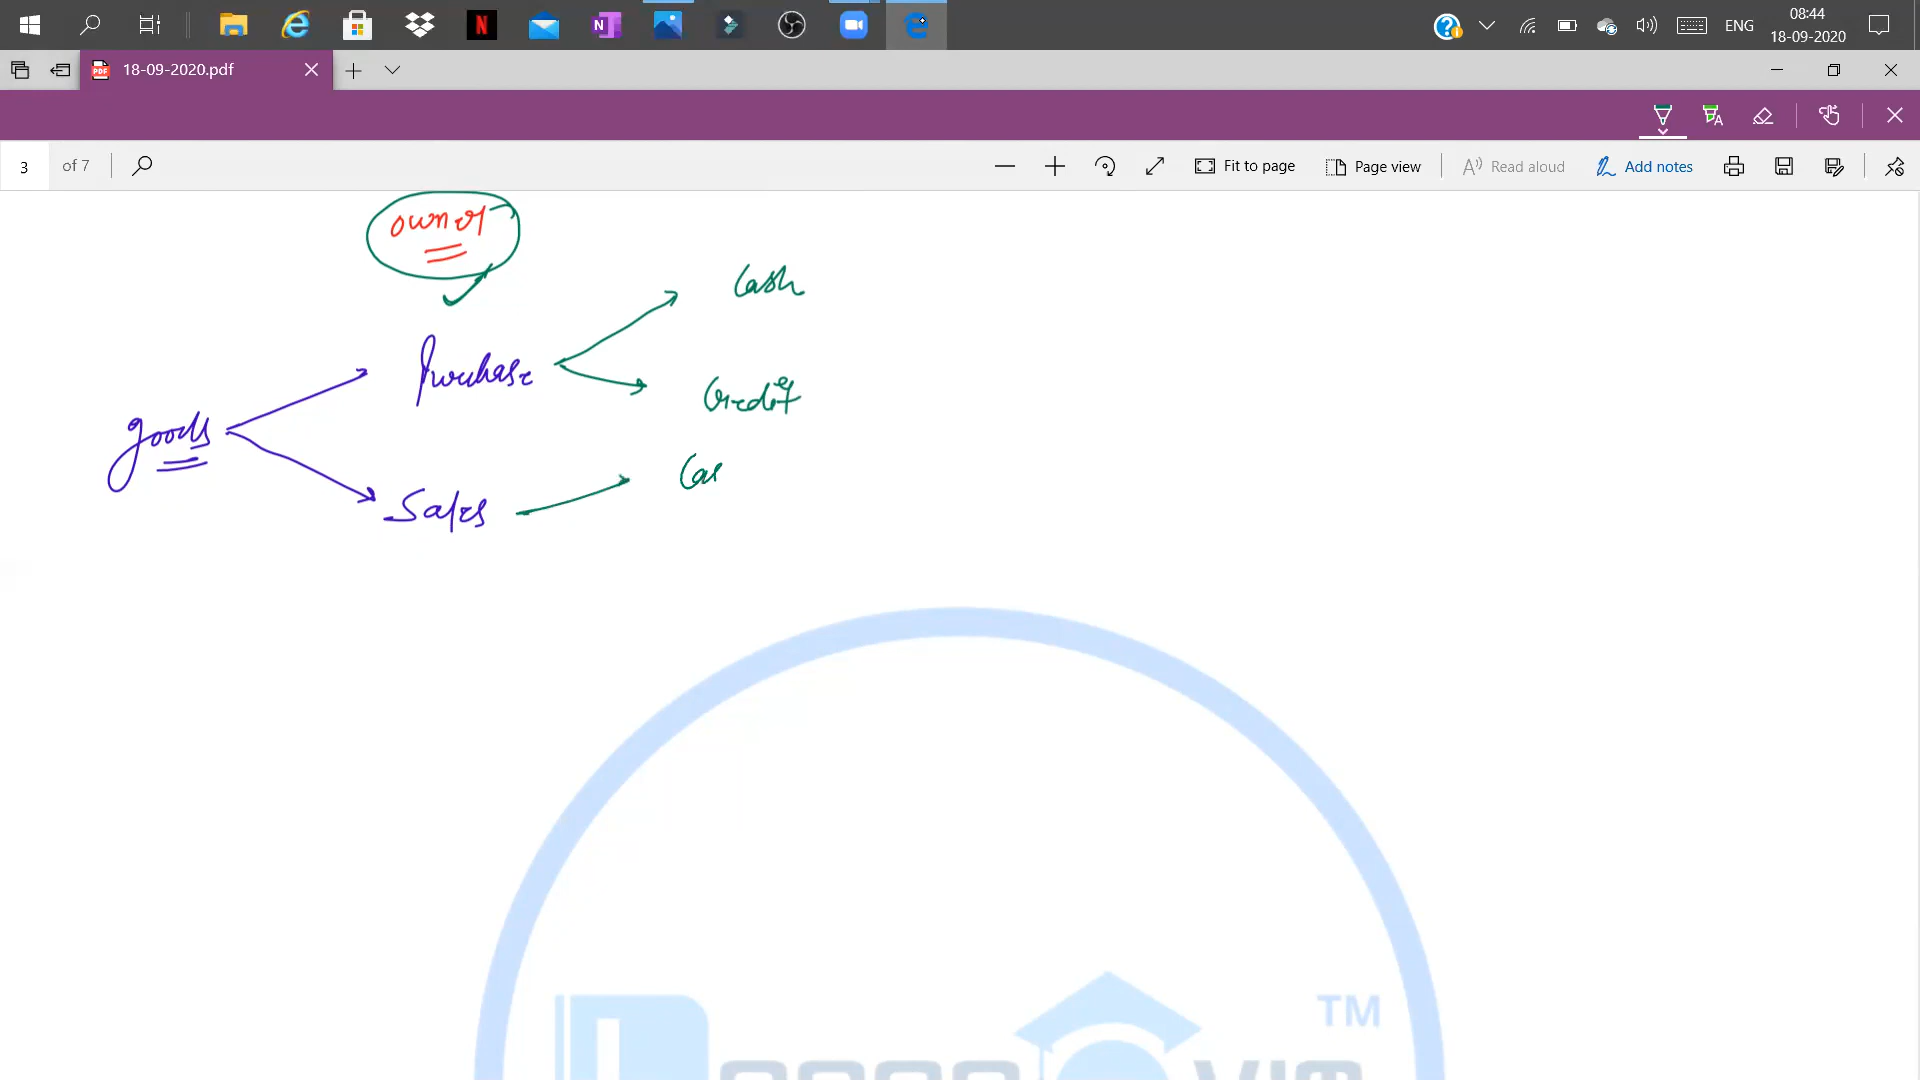 ENG
08:44
18-09-2020
18-09-2020.pdf
3 of 7
Fit to page
Page view
Read aloud
Add notes
owner
Cash
Purchase
Credit
goods
Ca
Sales
TM